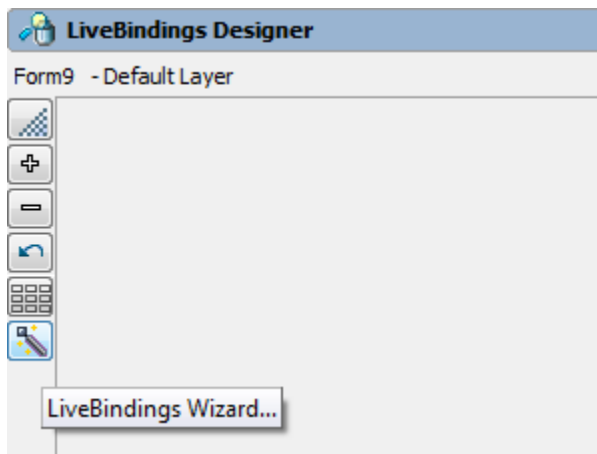 LiveBindings Designer
Form9 - Default Layer
LiveBindings Wizard...